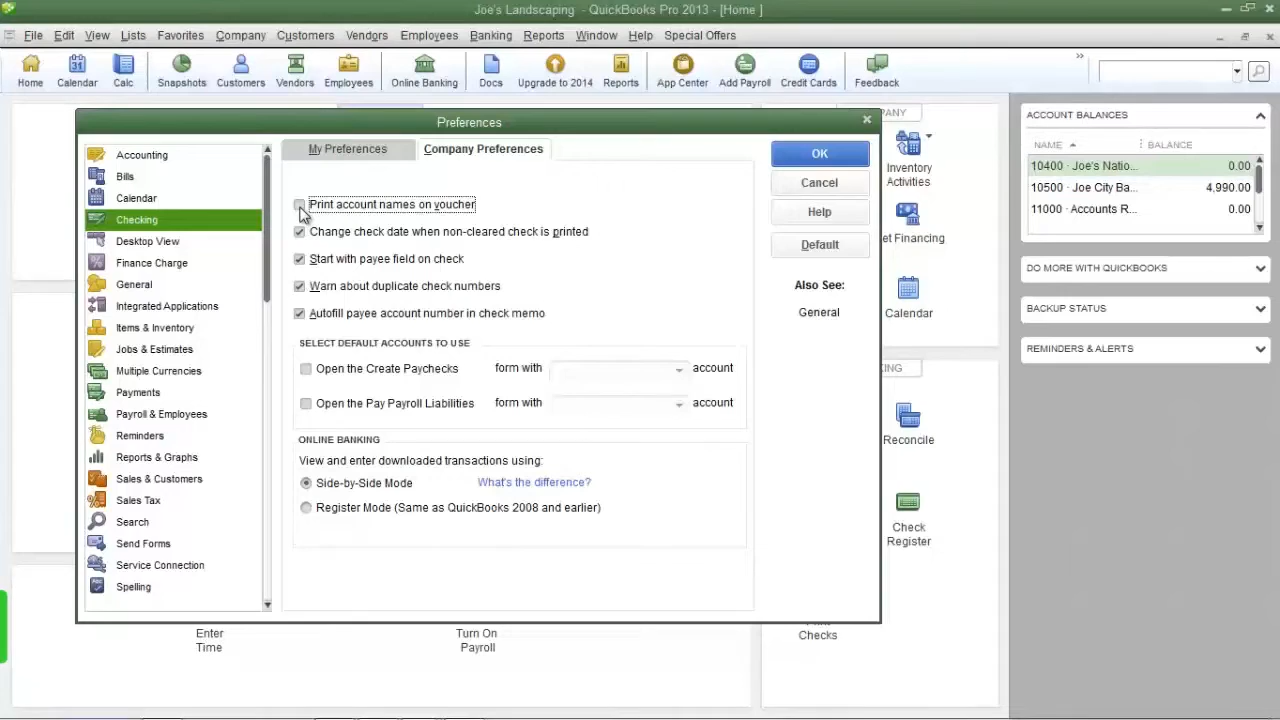 Joe's Landscaping - QuickBooks Pro 2013 - [Home ]
File Edit View Lists Favorites Company Customers Vendors Employees Banking Reports Window Help Special Offers
Home Calendar Calc Snapshots Customers Vendors Employees Online Banking Docs Upgrade to 2014 Reports App Center Add Payroll Credit Cards Feedback
Preferences
Accounting
Bills
Calendar
Checking
Desktop View
Finance Charge
General
Integrated Applications
Items & Inventory
Jobs & Estimates
Multiple Currencies
Payments
Payroll & Employees
Reminders
Reports & Graphs
Sales & Customers
Sales Tax
Search
Send Forms
Service Connection
Spelling
My Preferences Company Preferences
Print account names on voucher
Change check date when non-cleared check is printed
Start with payee field on check
Warn about duplicate check numbers
Autofill payee account number in check memo
SELECT DEFAULT ACCOUNTS TO USE
Open the Create Paychecks form with account
Open the Pay Payroll Liabilities form with account
ONLINE BANKING
View and enter downloaded transactions using:
Side-by-Side Mode What's the difference?
Register Mode (Same as QuickBooks 2008 and earlier)
OK
Cancel
Help
Default
Also See:
General
Enter
Time
Turn On
Payroll
Checks
PANY
Inventory
Activities
et Financing
Calendar
KING
Reconcile
Check
Register
ACCOUNT BALANCES
NAME BALANCE
10400 · Joe's Natio... 0.00
10500 · Joe City Ba... 4,990.00
11000 · Accounts R... 0.00
DO MORE WITH QUICKBOOKS
BACKUP STATUS
REMINDERS & ALERTS